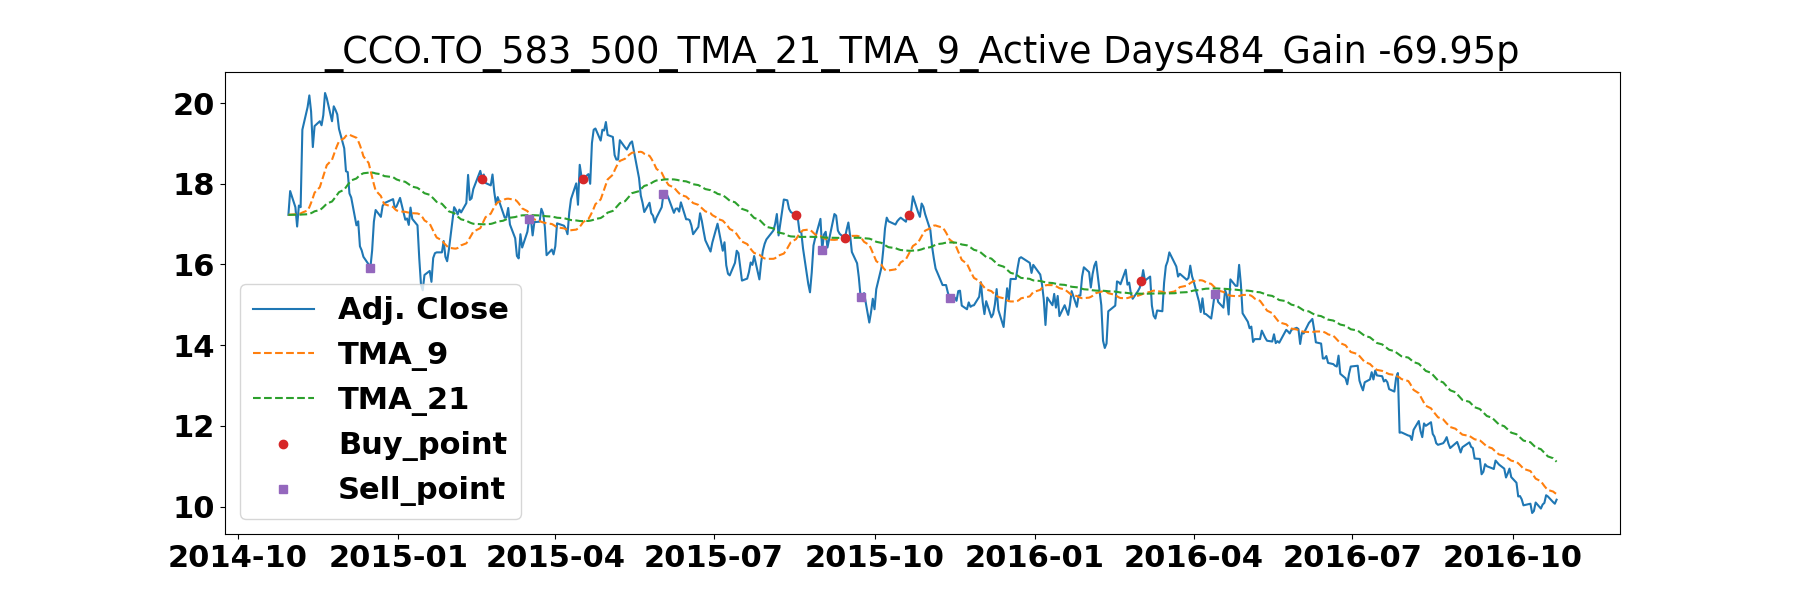 _CCO.TO_583_500_TMA_21_TMA_9_Active Days484_Gain -69.95p
20
18
16
14
12
10
Adj. Close
TMA_9
TMA_21
Buy_point
Sell_point
2014-10 2015-01 2015-04 2015-07 2015-10 2016-01 2016-04 2016-07 2016-10